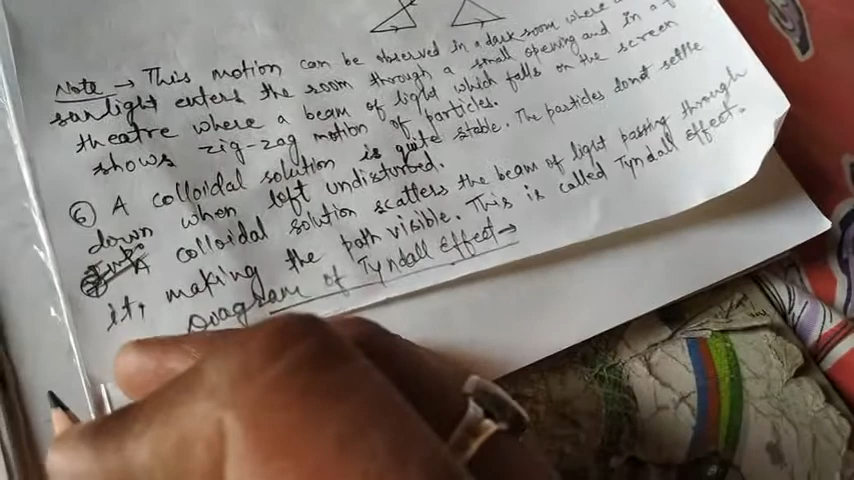 Note → This motion can be observed in a dark room where a
sunlight enters the room through a small opening and in a
theatre where a beam of light which falls on the screen
shows zig-zag motion of particles.
⑥ A colloidal solution is quite stable. The particles donot settle
down when left undisturbed.
A colloidal solution scatters the beam of light passing through
it, making the path visible. This is called Tyndall Effect.
Diagram of Tyndall Effect →